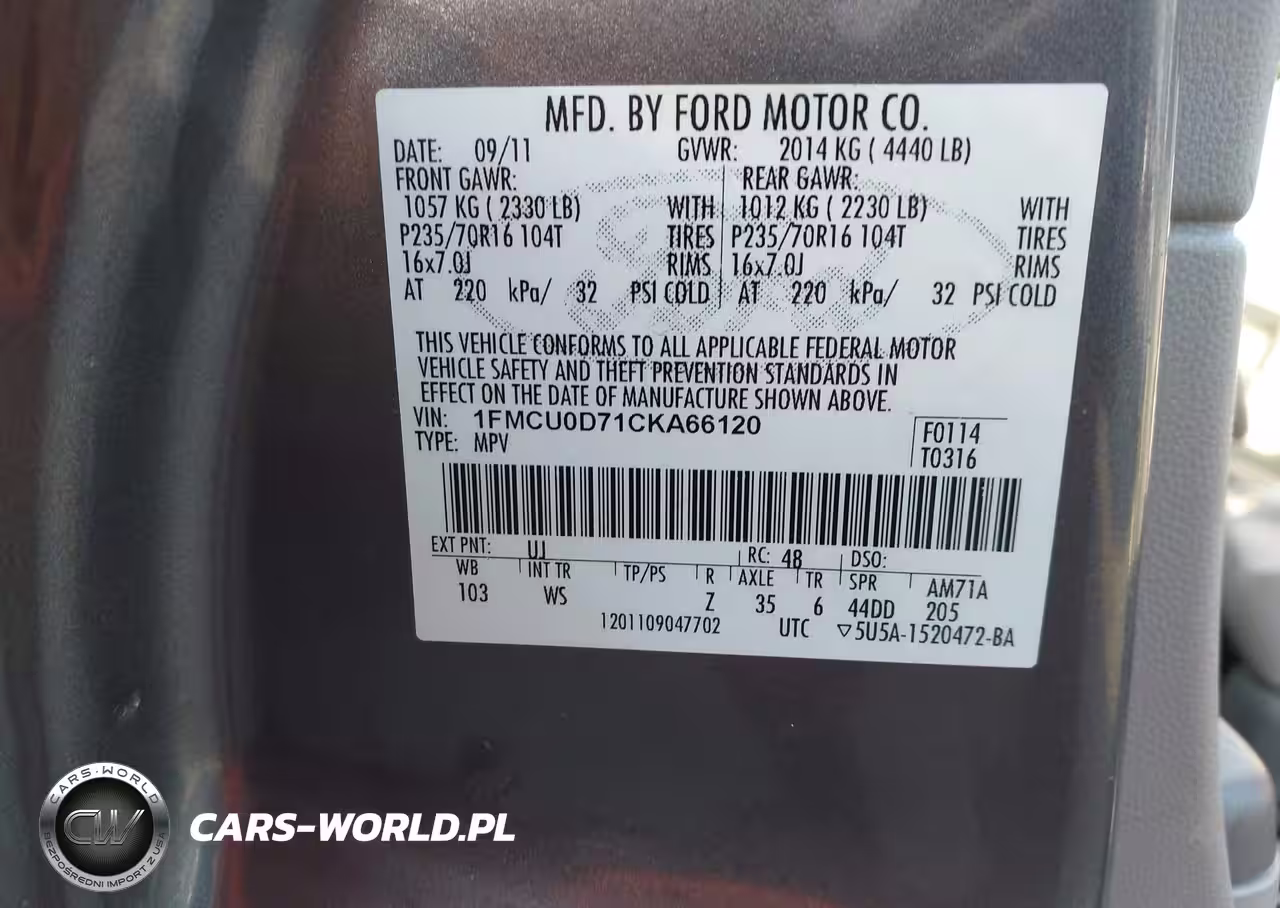 MFD. BY FORD MOTOR CO.
DATE: 09/11 GVWR: 2014 KG ( 4440 LB)
FRONT GAWR: REAR GAWR:
1057 KG ( 2330 LB) WITH 1012 KG ( 2230 LB) WITH
P235/70R16 104T TIRES P235/70R16 104T TIRES
16x7.0J RIMS 16x7.0J RIMS
AT 220 kPa/ 32 PSI COLD AT 220 kPa/ 32 PSI COLD
THIS VEHICLE CONFORMS TO ALL APPLICABLE FEDERAL MOTOR
VEHICLE SAFETY AND THEFT PREVENTION STANDARDS IN
EFFECT ON THE DATE OF MANUFACTURE SHOWN ABOVE.
VIN: 1FMCU0D71CKA66120
TYPE: MPV
F0114
T0316
EXT PNT: UJ RC: 48 DSO:
WB INT TR TP/PS R AXLE TR SPR AM71A
103 WS Z 35 6 44DD 205
1201109047702 UTC ▽5U5A-1520472-BA
CARS-WORLD
CW
BEZPOŚREDNI IMPORT Z USA
CARS-WORLD.PL